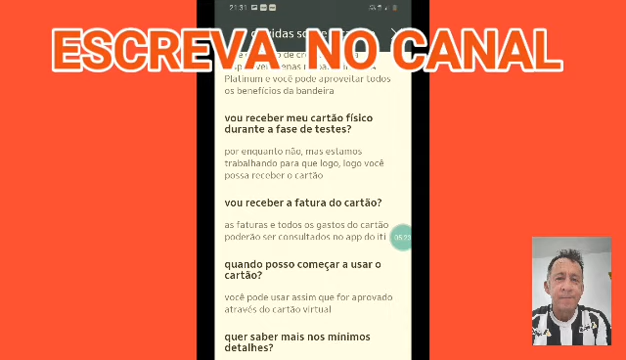 21:31
ESCREVA NO CANAL
Platinum e você pode aproveitar todos
os benefícios da bandeira
vou receber meu cartão físico
durante a fase de testes?
por enquanto não, mas estamos
trabalhando para que logo, logo você
possa receber o cartão
vou receber a fatura do cartão?
as faturas e todos os gastos do cartão
poderão ser consultados no app do iti
05:23
quando posso começar a usar o
cartão?
você pode usar assim que for aprovado
através do cartão virtual
quer saber mais nos mínimos
detalhes?